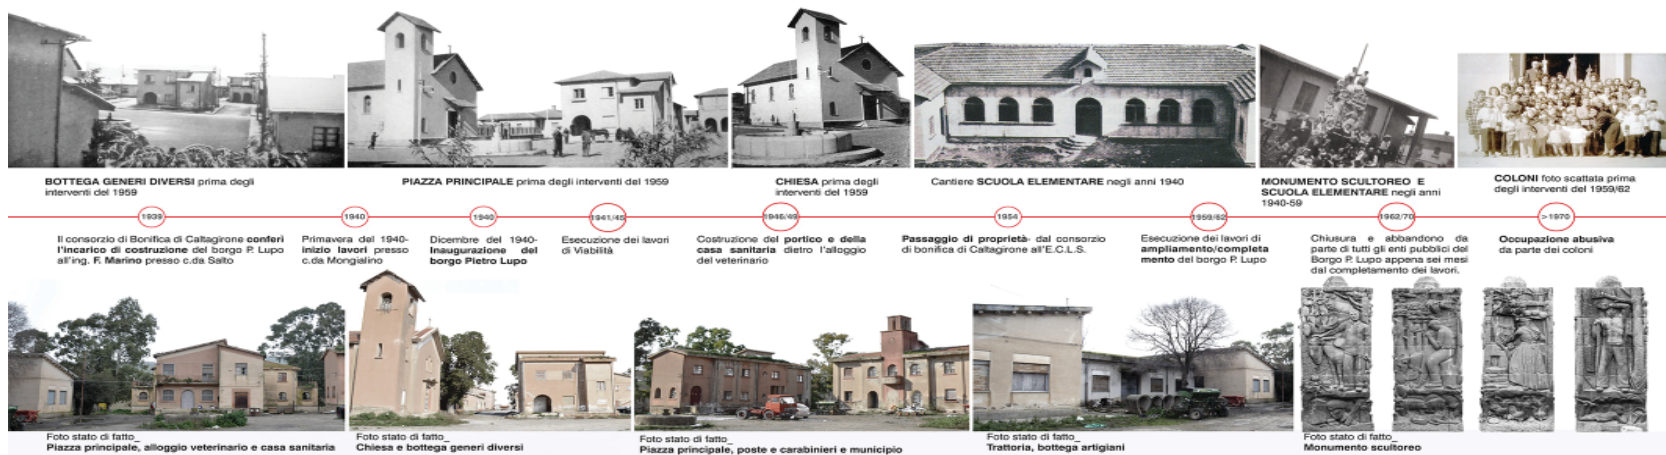 BOTTEGA GENERI DIVERSI prima degli
interventi del 1959
PIAZZA PRINCIPALE prima degli interventi del 1959
CHIESA prima degli
interventi del 1959
Cantiere SCUOLA ELEMENTARE negli anni 1940
MONUMENTO SCULTOREO E
SCUOLA ELEMENTARE negli anni
1940-59
COLONI foto scattata prima
degli interventi del 1959/62
1939
1940
1940
1941/45
1946/49
1954
1959/62
1962/70
>1970
Il consorzio di Bonifica di Caltagirone conferì
l'incarico di costruzione del borgo P. Lupo
all'ing. F. Marino presso c.da Salto
Primavera del 1940-
inizio lavori presso
c.da Mongialino
Dicembre del 1940-
Inaugurazione del
borgo Pietro Lupo
Esecuzione dei lavori
di Viabilità
Costruzione del portico e della
casa sanitaria dietro l'alloggio
del veterinario
Passaggio di proprietà- dal consorzio
di bonifica di Caltagirone all'E.C.L.S.
Esecuzione dei lavori di
ampliamento/completa
mento del borgo P. Lupo
Chiusura e abbandono da
parte di tutti gli enti pubblici del
Borgo P. Lupo appena sei mesi
dal completamento dei lavori.
Occupazione abusiva
da parte dei coloni
Foto stato di fatto_
Piazza principale, alloggio veterinario e casa sanitaria
Foto stato di fatto_
Chiesa e bottega generi diversi
Foto stato di fatto_
Piazza principale, poste e carabinieri e municipio
Foto stato di fatto_
Trattoria, bottega artigiani
Foto stato di fatto_
Monumento scultoreo